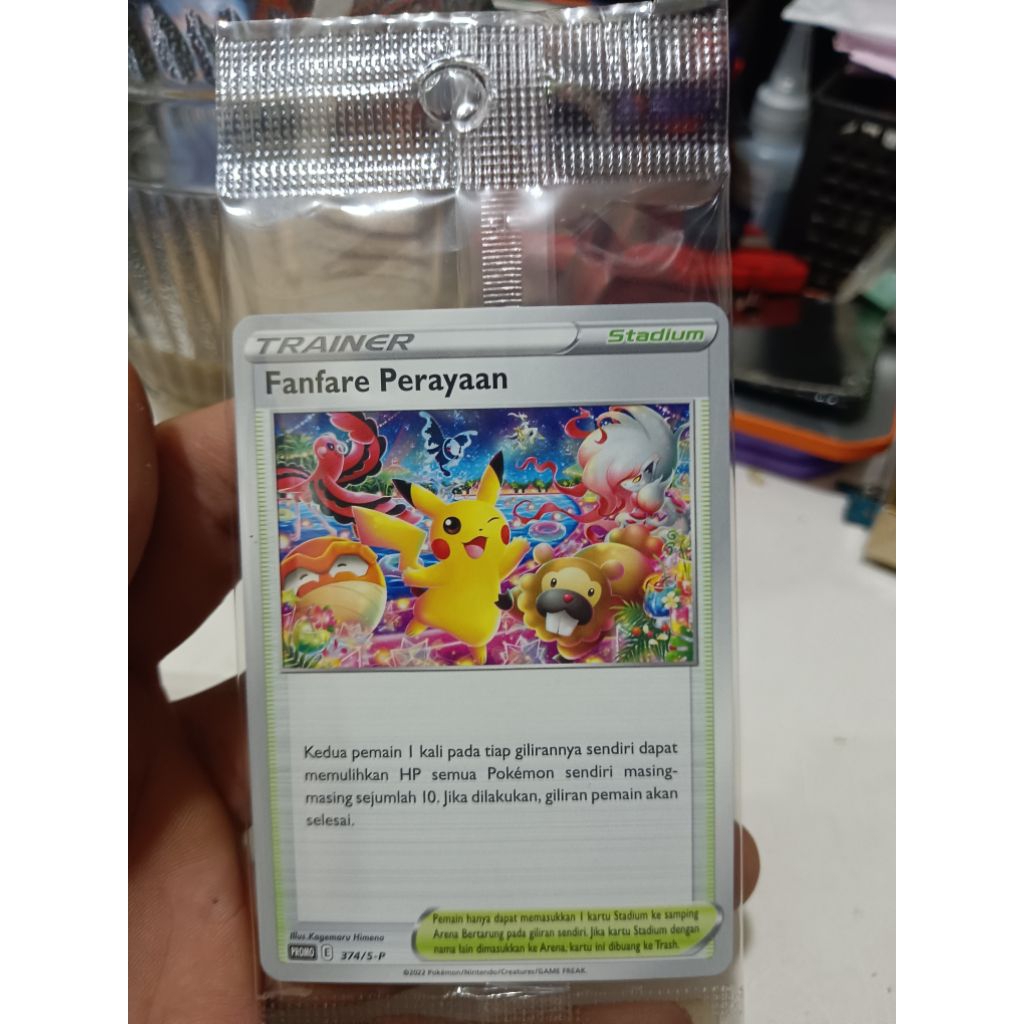 TRAINER
Stadium
Fanfare Perayaan
Kedua pemain 1 kali pada tiap gilirannya sendiri dapat
memulihkan HP semua Pokémon sendiri masing-
masing sejumlah 10. Jika dilakukan, giliran pemain akan
selesai.
Pemain hanya dapat memasukkan 1 kartu Stadium ke samping
Arena Bertarung pada giliran sendiri. Jika kartu Stadium dengan
nama lain dimasukkan ke Arena, kartu ini dibuang ke Trash.
Illus. Kagemaru Himeno
PROMO E 374/S-P
©2022 Pokémon/Nintendo/Creatures/GAME FREAK.